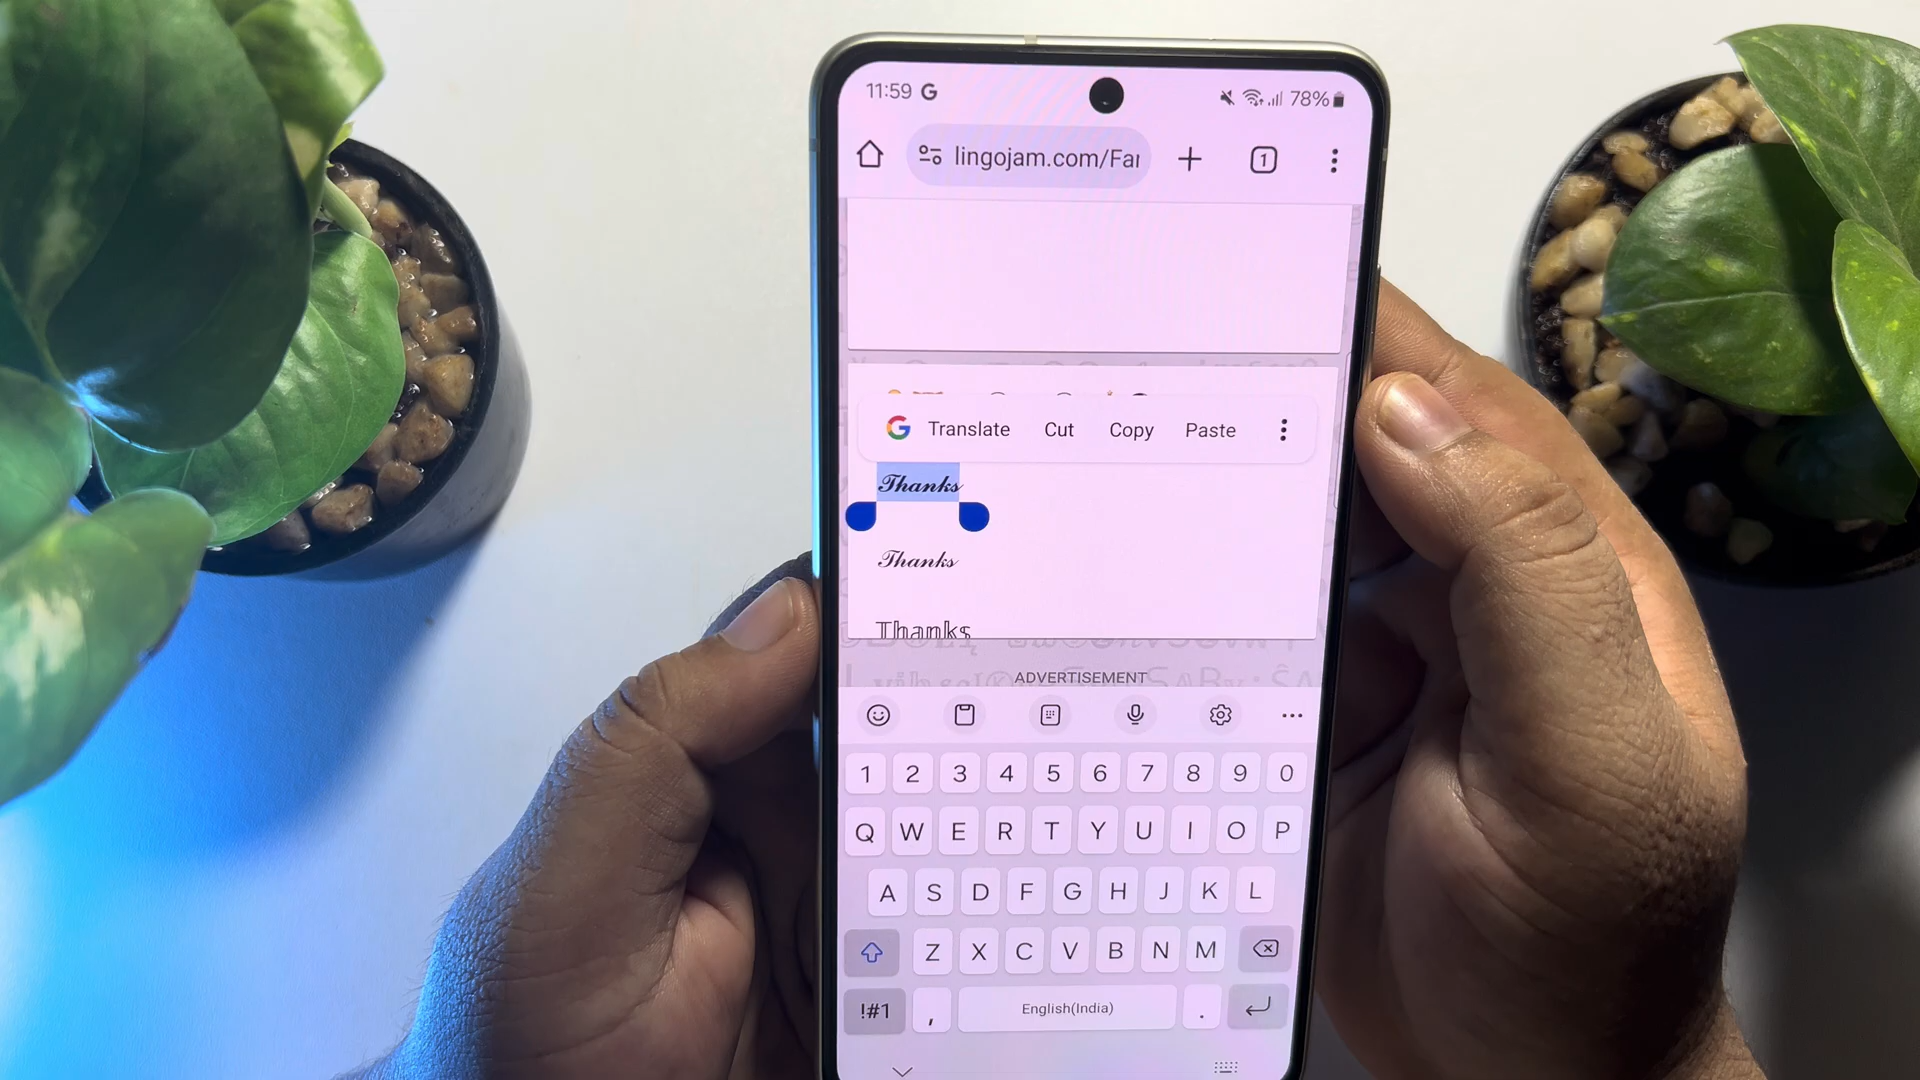 11:59 G 78%
lingojam.com/Fan
1
Translate Cut Copy Paste
𝓣𝓱𝓪𝓷𝓴𝓼
𝒯𝒽𝒶𝓃𝓀𝓈
𝕋𝕙𝕒𝕟𝕜𝕤
ADVERTISEMENT
1 2 3 4 5 6 7 8 9 0
Q W E R T Y U I O P
A S D F G H J K L
Z X C V B N M
!#1 , English(India) .